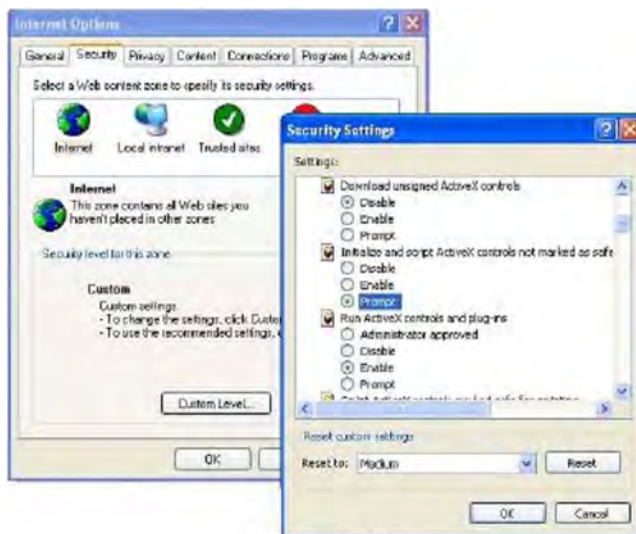 Internet Options
General Security Privacy Content Connections Programs Advanced
Select a Web content zone to specify its security settings.
Internet Local intranet Trusted sites
Internet
This zone contains all Web sites you
haven't placed in other zones
Security level for this zone
Custom
Custom settings.
- To change the settings, click Custo
- To use the recommended settings,
Custom Level...
OK
Security Settings
Settings:
Download unsigned ActiveX controls
Disable
Enable
Prompt
Initialize and script ActiveX controls not marked as safe
Disable
Enable
Prompt
Run ActiveX controls and plug-ins
Administrator approved
Disable
Enable
Prompt
Reset custom settings
Reset to: Medium Reset
OK Cancel